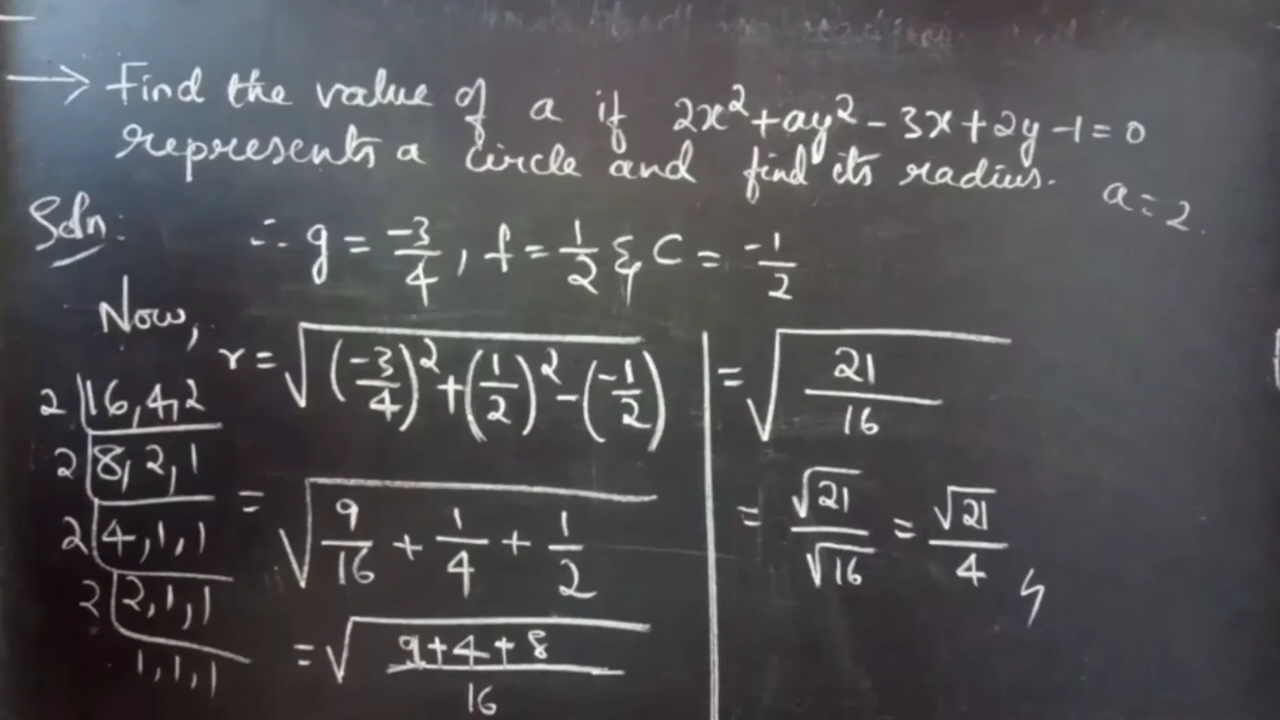 → Find the value of a if 2x²+ay²-3x+2y-1=0
represents a circle and find its radius. a=2.
Soln:
∴ g = -3/4, f = 1/2 & C = -1/2
Now,
r = √((-3/4)² + (1/2)² - (-1/2))
= √(9/16 + 1/4 + 1/2)
= √((9+4+8)/16)
2 | 16, 4, 2
2 | 8, 2, 1
2 | 4, 1, 1
2 | 2, 1, 1
1, 1, 1
= √(21/16)
= √21/√16 = √21/4